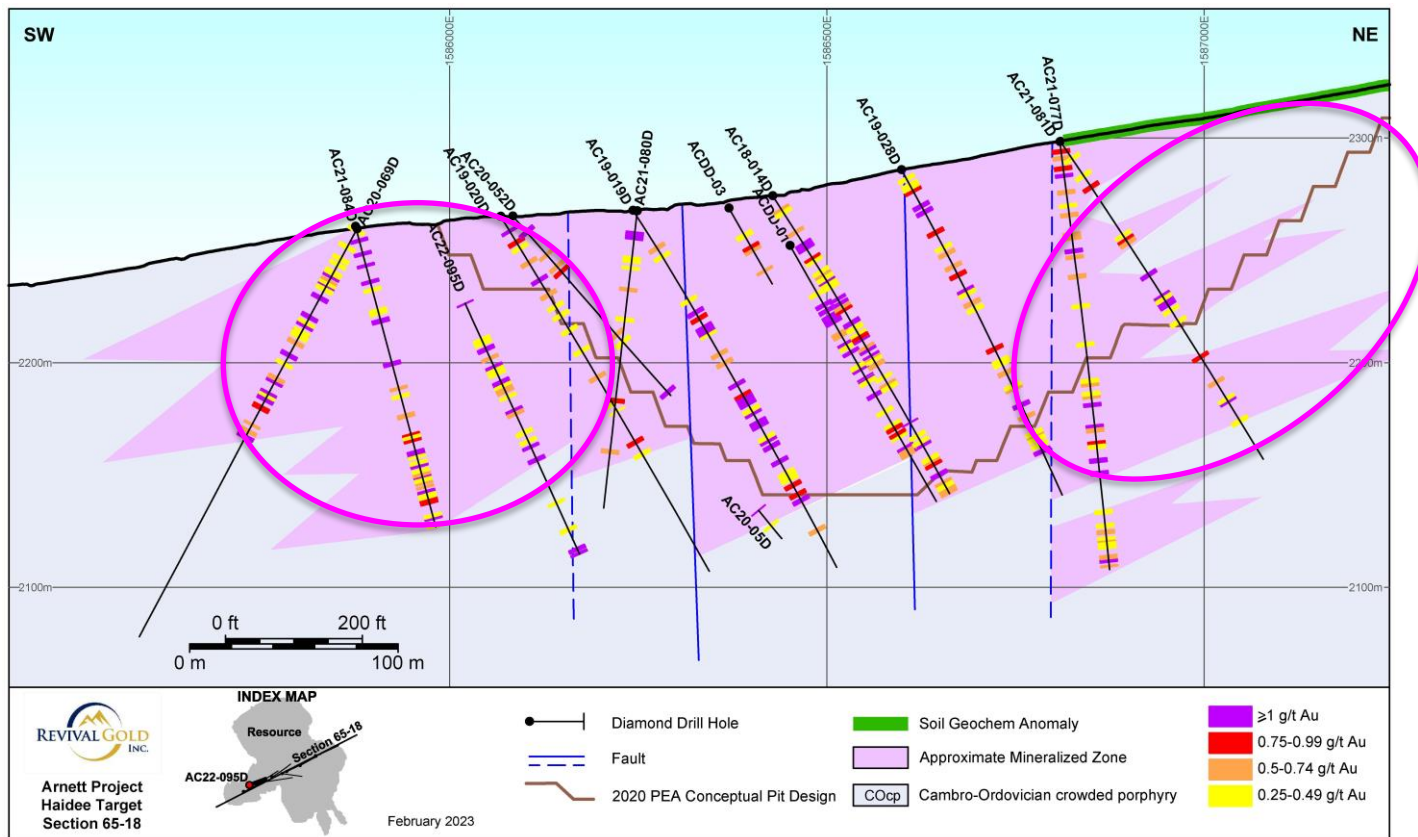 SW
1586000E
1586500E
1587000E
NE
AC21-084D
AC20-069D
AC19-020D
AC20-052D
AC22-095D
AC19-019D
AC21-080D
ACDD-03
AC18-014D
ACDD-01
AC19-028D
AC21-081D
AC21-077D
AC20-05D
2300m
2300m
2200m
2200m
2100m
2100m
0 ft 200 ft
0 m 100 m
REVIVAL GOLD
INC.
Arnett Project
Haidee Target
Section 65-18
INDEX MAP
Resource
Section 65-18
AC22-095D
February 2023
Diamond Drill Hole
Fault
2020 PEA Conceptual Pit Design
Soil Geochem Anomaly
Approximate Mineralized Zone
COcp Cambro-Ordovician crowded porphyry
⩾1 g/t Au
0.75-0.99 g/t Au
0.5-0.74 g/t Au
0.25-0.49 g/t Au